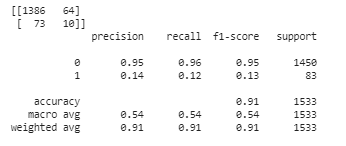 [[1386 64]
[ 73 10]]
precision recall f1-score support
0 0.95 0.96 0.95 1450
1 0.14 0.12 0.13 83
accuracy 0.91 1533
macro avg 0.54 0.54 0.54 1533
weighted avg 0.91 0.91 0.91 1533